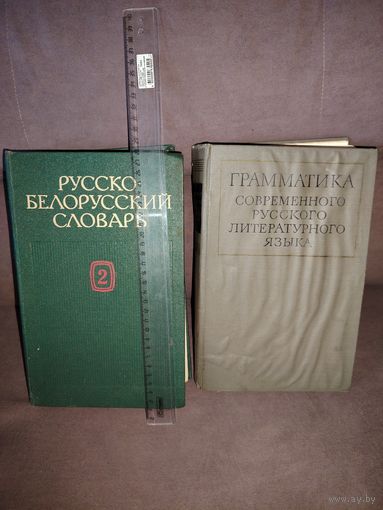 РУССКО-
БЕЛОРУССКИЙ
СЛОВАРЬ
2
ГРАММАТИКА
СОВРЕМЕННОГО
РУССКОГО
ЛИТЕРАТУРНОГО
ЯЗЫКА
www.ay.by